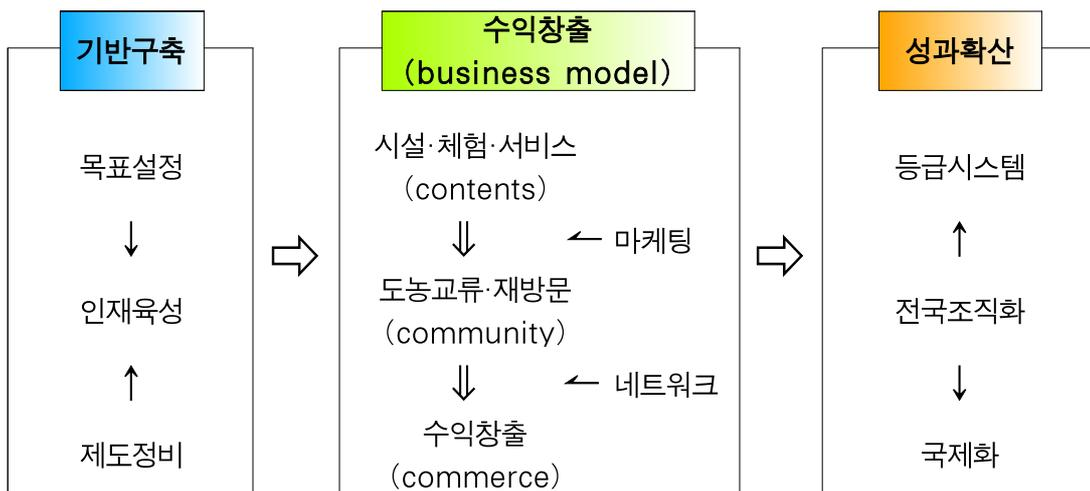 기반구축
목표설정
인재육성
제도정비
수익창출
(business model)
시설·체험·서비스
(contents)
마케팅
도농교류·재방문
(community)
네트워크
수익창출
(commerce)
성과확산
등급시스템
전국조직화
국제화